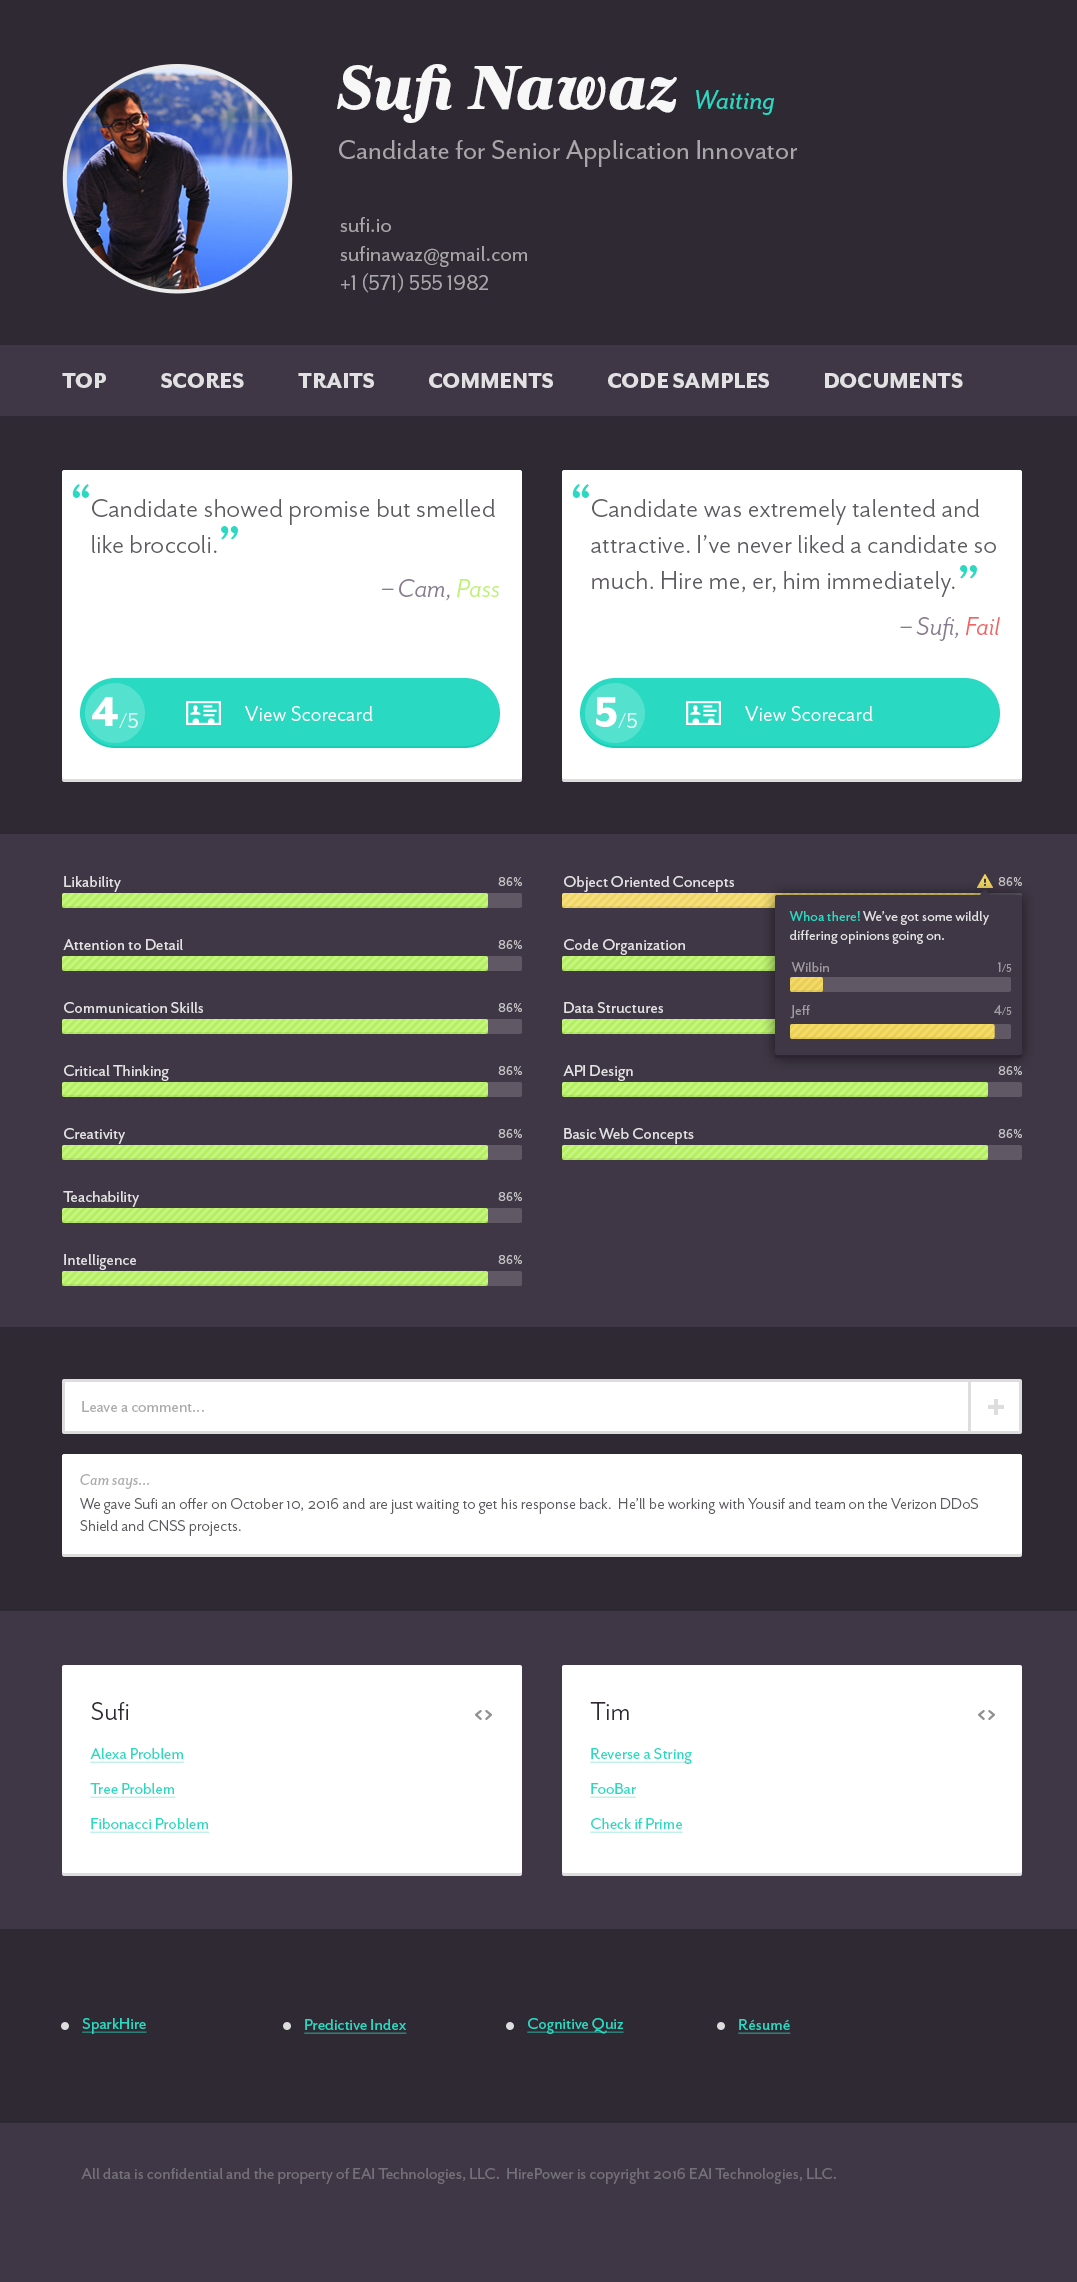 Sufi Nawaz Waiting
Candidate for Senior Application Innovator
sufi.io
sufinawaz@gmail.com
+1 (571) 555 1982
TOP SCORES TRAITS COMMENTS CODE SAMPLES DOCUMENTS
“Candidate showed promise but smelled
like broccoli.”
– Cam, Pass
4/5 View Scorecard
“Candidate was extremely talented and
attractive. I’ve never liked a candidate so
much. Hire me, er, him immediately.”
– Sufi, Fail
5/5 View Scorecard
Likability 86%
Attention to Detail 86%
Communication Skills 86%
Critical Thinking 86%
Creativity 86%
Teachability 86%
Intelligence 86%
Object Oriented Concepts 86%
Whoa there! We’ve got some wildly
differing opinions going on.
Wilbin 1/5
Jeff 4/5
Code Organization
Data Structures
API Design 86%
Basic Web Concepts 86%
Leave a comment...
Cam says...
We gave Sufi an offer on October 10, 2016 and are just waiting to get his response back. He’ll be working with Yousif and team on the Verizon DDoS
Shield and CNSS projects.
Sufi <>
Alexa Problem
Tree Problem
Fibonacci Problem
Tim <>
Reverse a String
FooBar
Check if Prime
SparkHire
Predictive Index
Cognitive Quiz
Résumé
All data is confidential and the property of EAI Technologies, LLC. HirePower is copyright 2016 EAI Technologies, LLC.